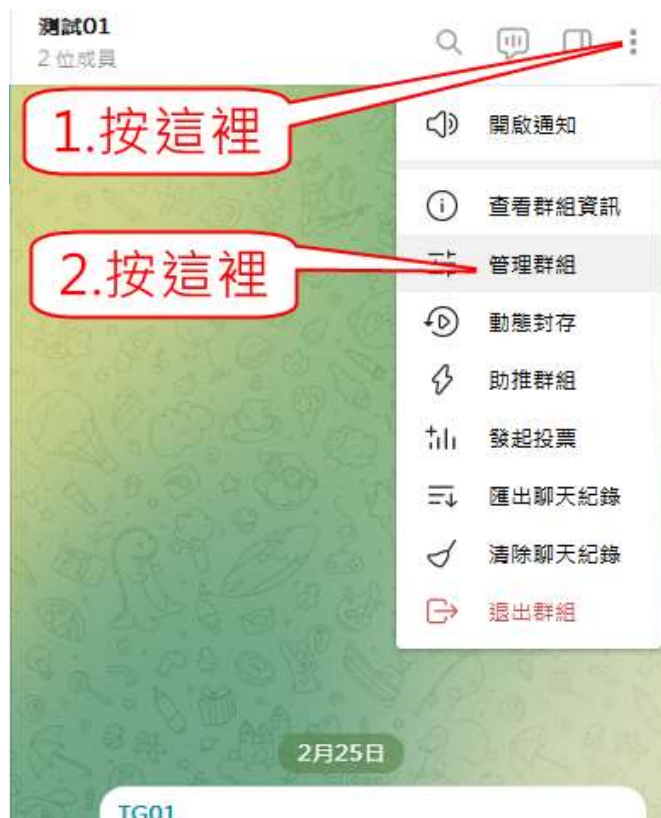 測試01
2 位成員
1.按這裡
開啟通知
查看群組資訊
2.按這裡
管理群組
動態封存
助推群組
發起投票
匯出聊天紀錄
清除聊天紀錄
退出群組
2月25日
TG01